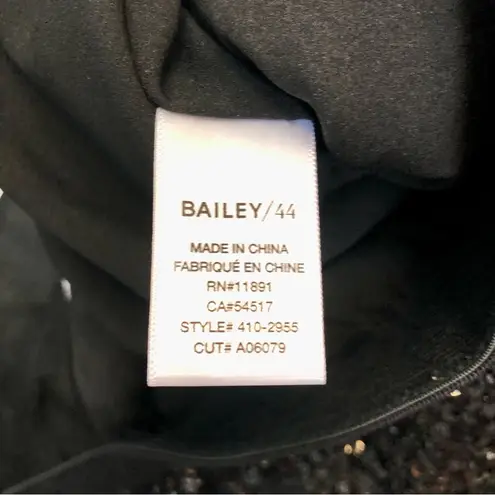 BAILEY/44
MADE IN CHINA
FABRIQUÉ EN CHINE
RN#11891
CA#54517
STYLE# 410-2955
CUT# A06079